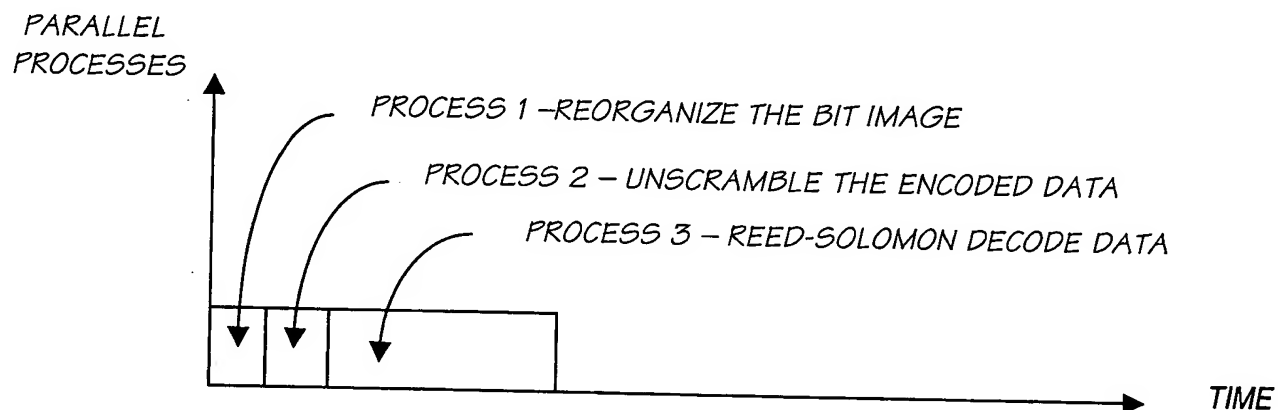 PARALLEL
PROCESSES
PROCESS 1 –REORGANIZE THE BIT IMAGE
PROCESS 2 – UNSCRAMBLE THE ENCODED DATA
PROCESS 3 – REED-SOLOMON DECODE DATA
TIME